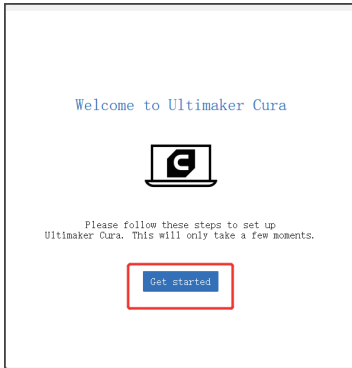 Welcome to Ultimaker Cura
C
Please follow these steps to set up
Ultimaker Cura. This will only take a few moments.
Get started